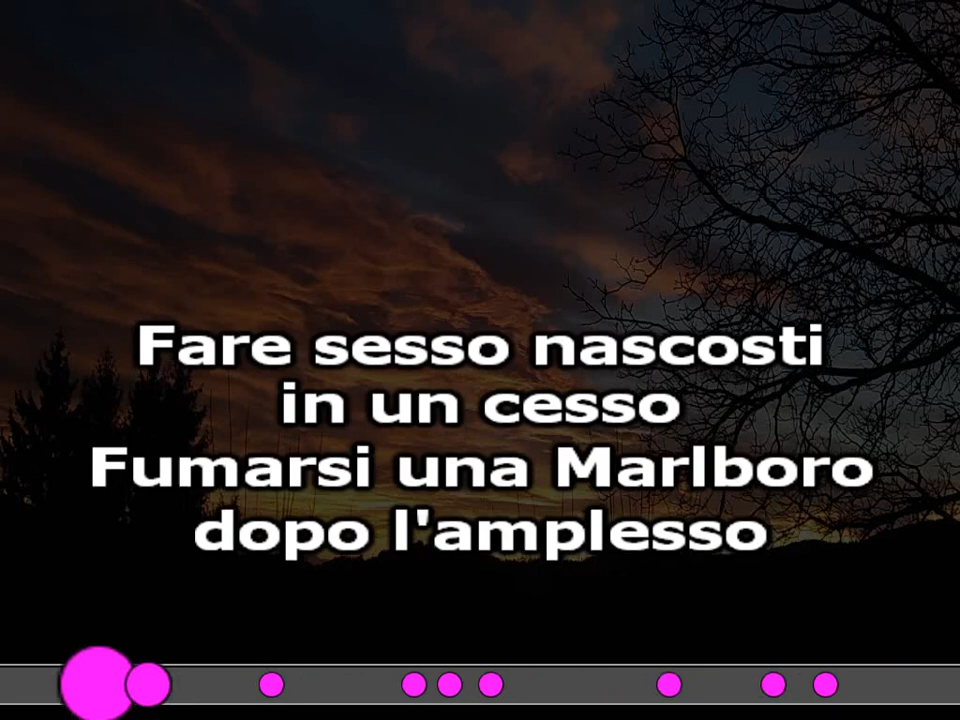 Fare sesso nascosti
in un cesso
Fumarsi una Marlboro
dopo l'amplesso